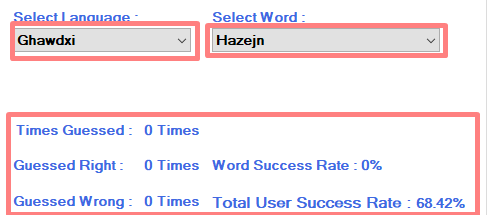 Select Language : Select Word :
Ghawdxi Hazejn
Times Guessed : 0 Times
Guessed Right : 0 Times Word Success Rate : 0%
Guessed Wrong : 0 Times Total User Success Rate : 68.42%